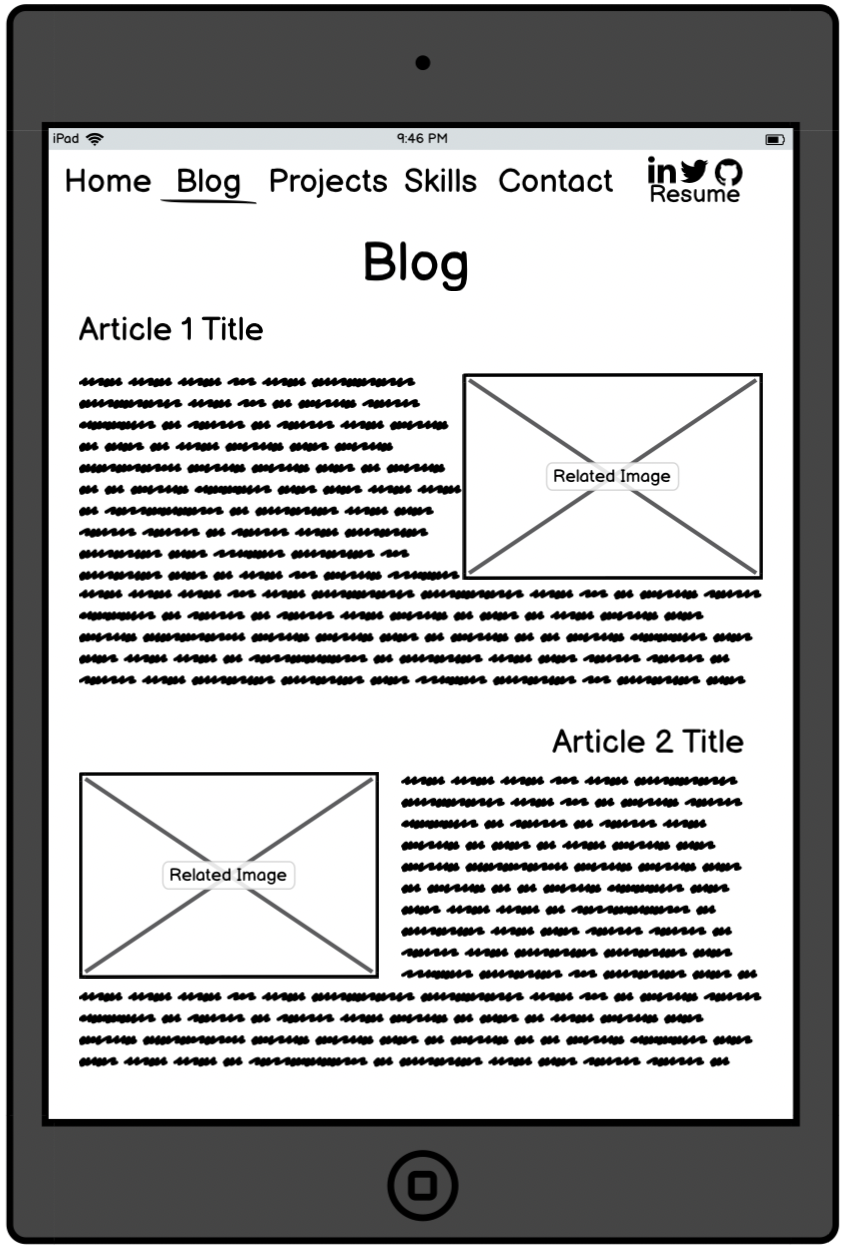 iPad 9:46 PM
Home Blog Projects Skills Contact in
Resume
Blog
Article 1 Title
Related Image
Article 2 Title
Related Image